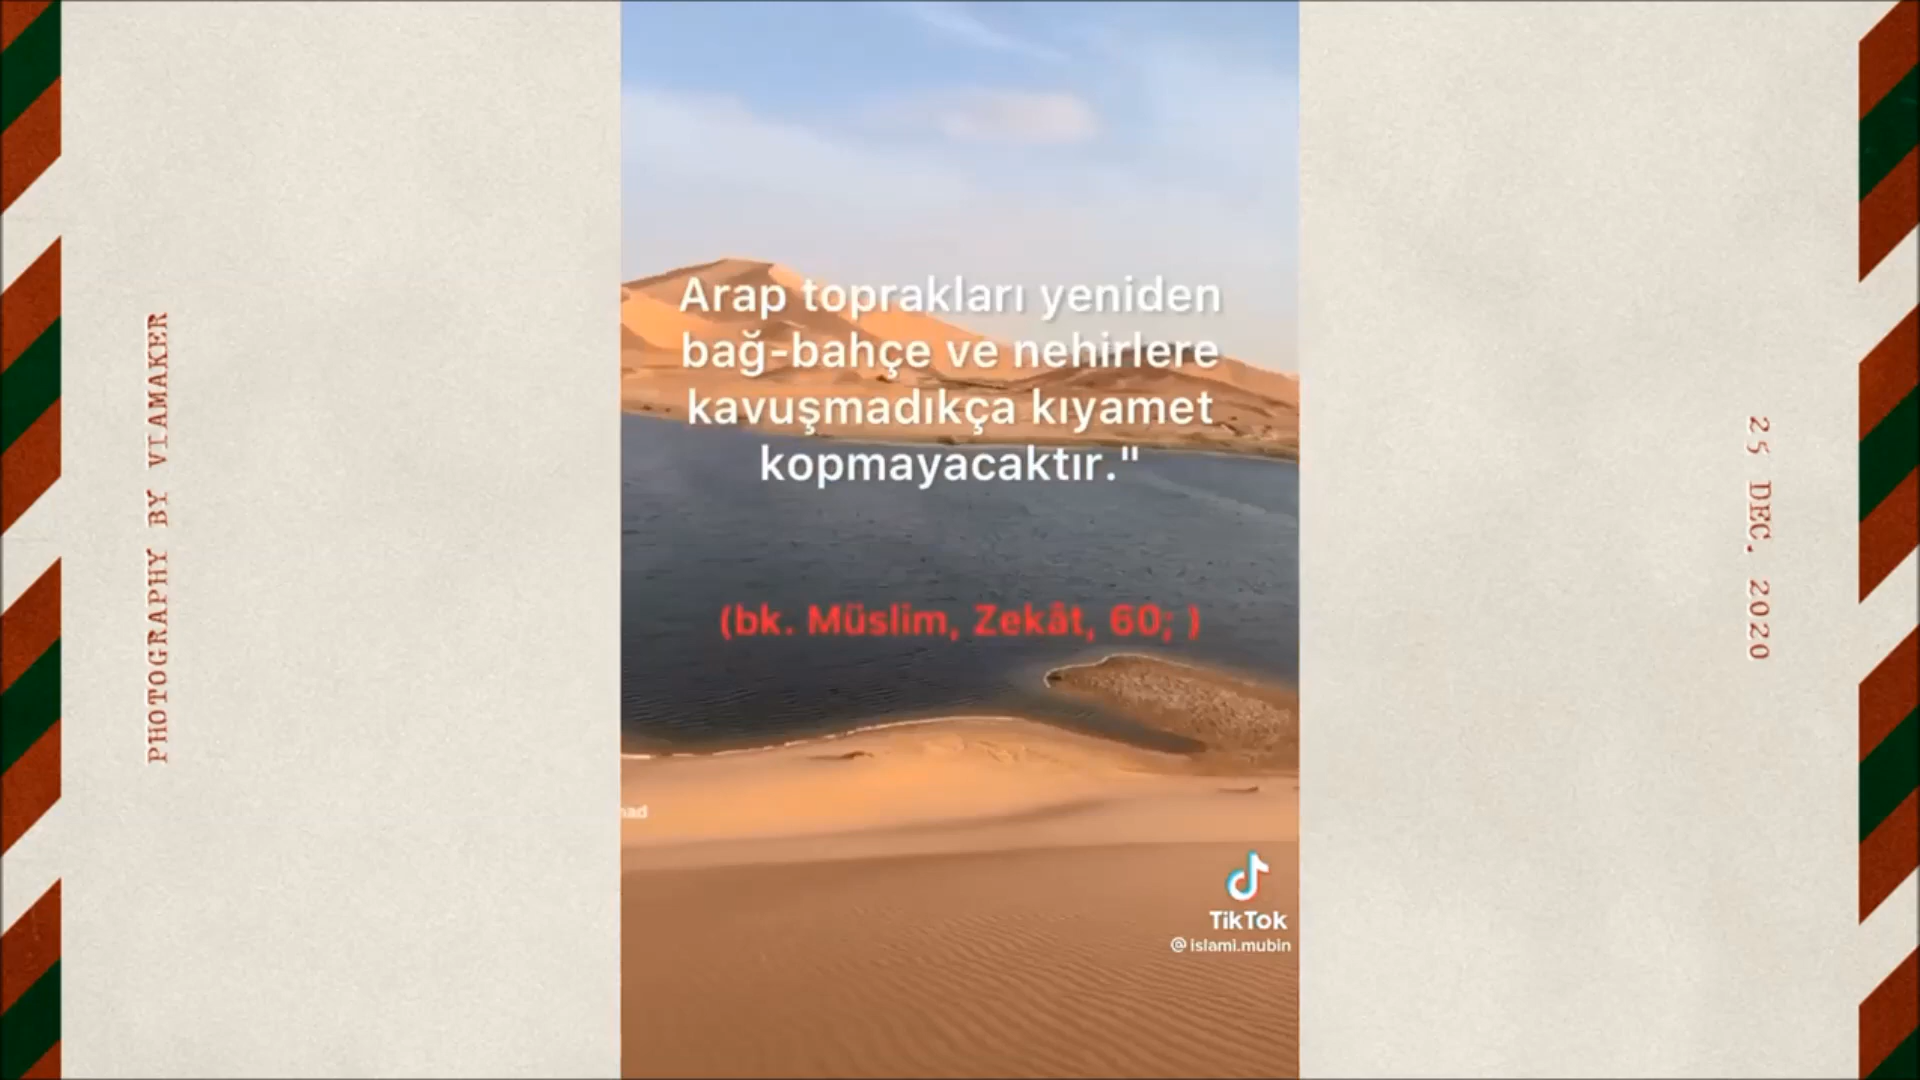 PHOTOGRAPHY BY VIAMAKER
Arap toprakları yeniden
bağ-bahçe ve nehirlere
kavuşmadıkça kıyamet
kopmayacaktır."
(bk. Müslim, Zekât, 60; )
25 DEC. 2020
TikTok
@islami.mubin